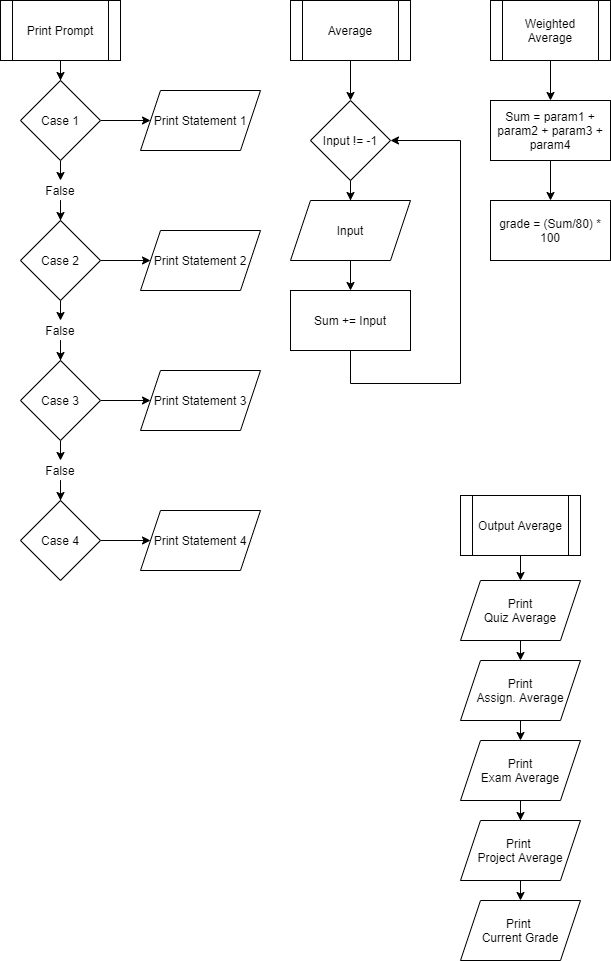 Print Prompt
Case 1
Print Statement 1
False
Case 2
Print Statement 2
False
Case 3
Print Statement 3
False
Case 4
Print Statement 4
Average
Input != -1
Input
Sum += Input
Weighted
Average
Sum = param1 +
param2 + param3 +
param4
grade = (Sum/80) *
100
Output Average
Print
Quiz Average
Print
Assign. Average
Print
Exam Average
Print
Project Average
Print
Current Grade